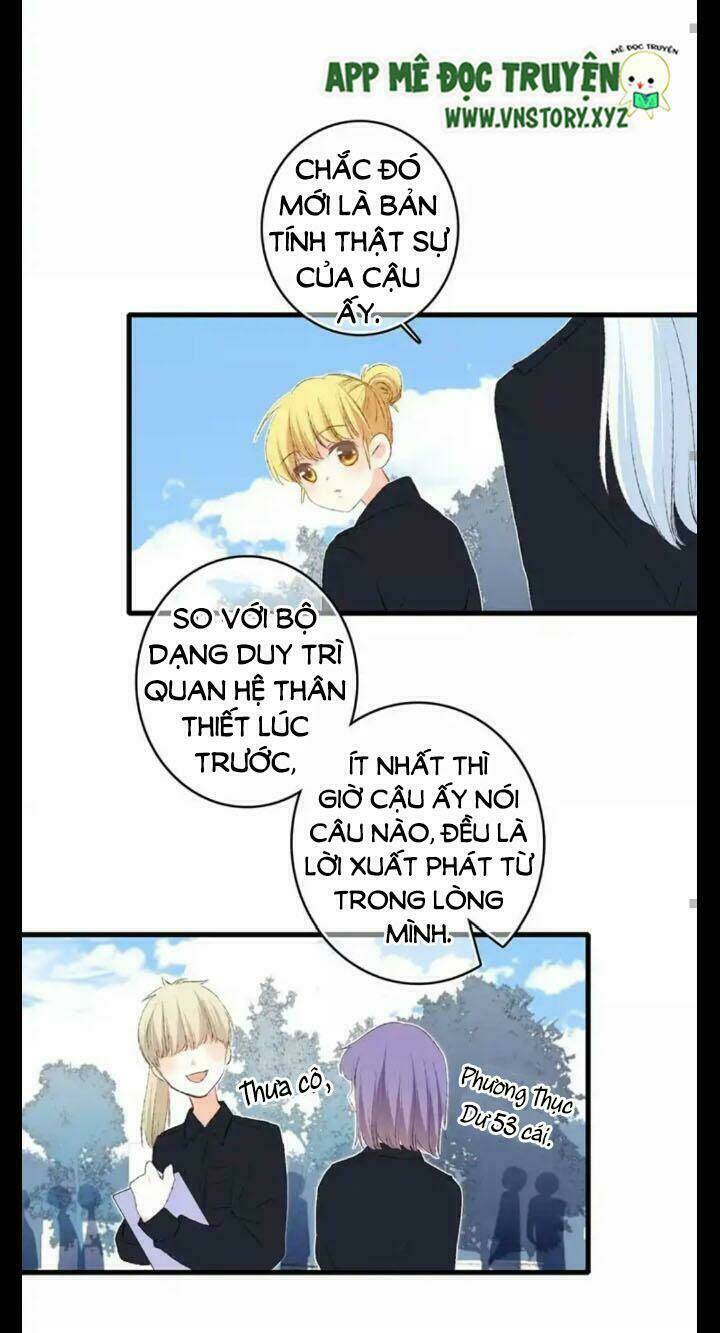 MÊ ĐỌC TRUYỆN
APP MÊ ĐỌC TRUYỆN
WWW.VNSTORY.XYZ
CHẮC ĐÓ
MỚI LÀ BẢN
TÍNH THẬT SỰ
CỦA CẬU
ẤY.
SO VỚI BỘ
DẠNG DUY TRÌ
QUAN HỆ THÂN
THIẾT LÚC
TRƯỚC,
ÍT NHẤT THÌ
GIỜ CẬU ẤY NÓI
CÂU NÀO, ĐỀU LÀ
LỜI XUẤT PHÁT TỪ
TRONG LÒNG
MÌNH.
Thưa cô,
Phương Thục
Dư 53 cái.